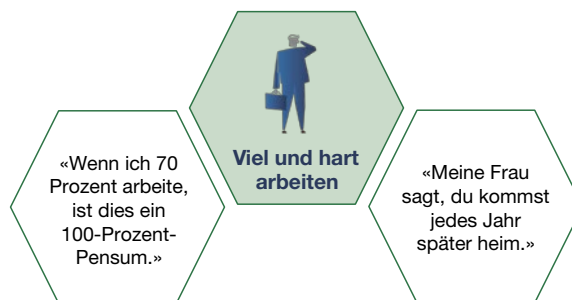 Viel und hart
arbeiten
«Wenn ich 70
Prozent arbeite,
ist dies ein
100-Prozent-
Pensum.»
«Meine Frau
sagt, du kommst
jedes Jahr
später heim.»